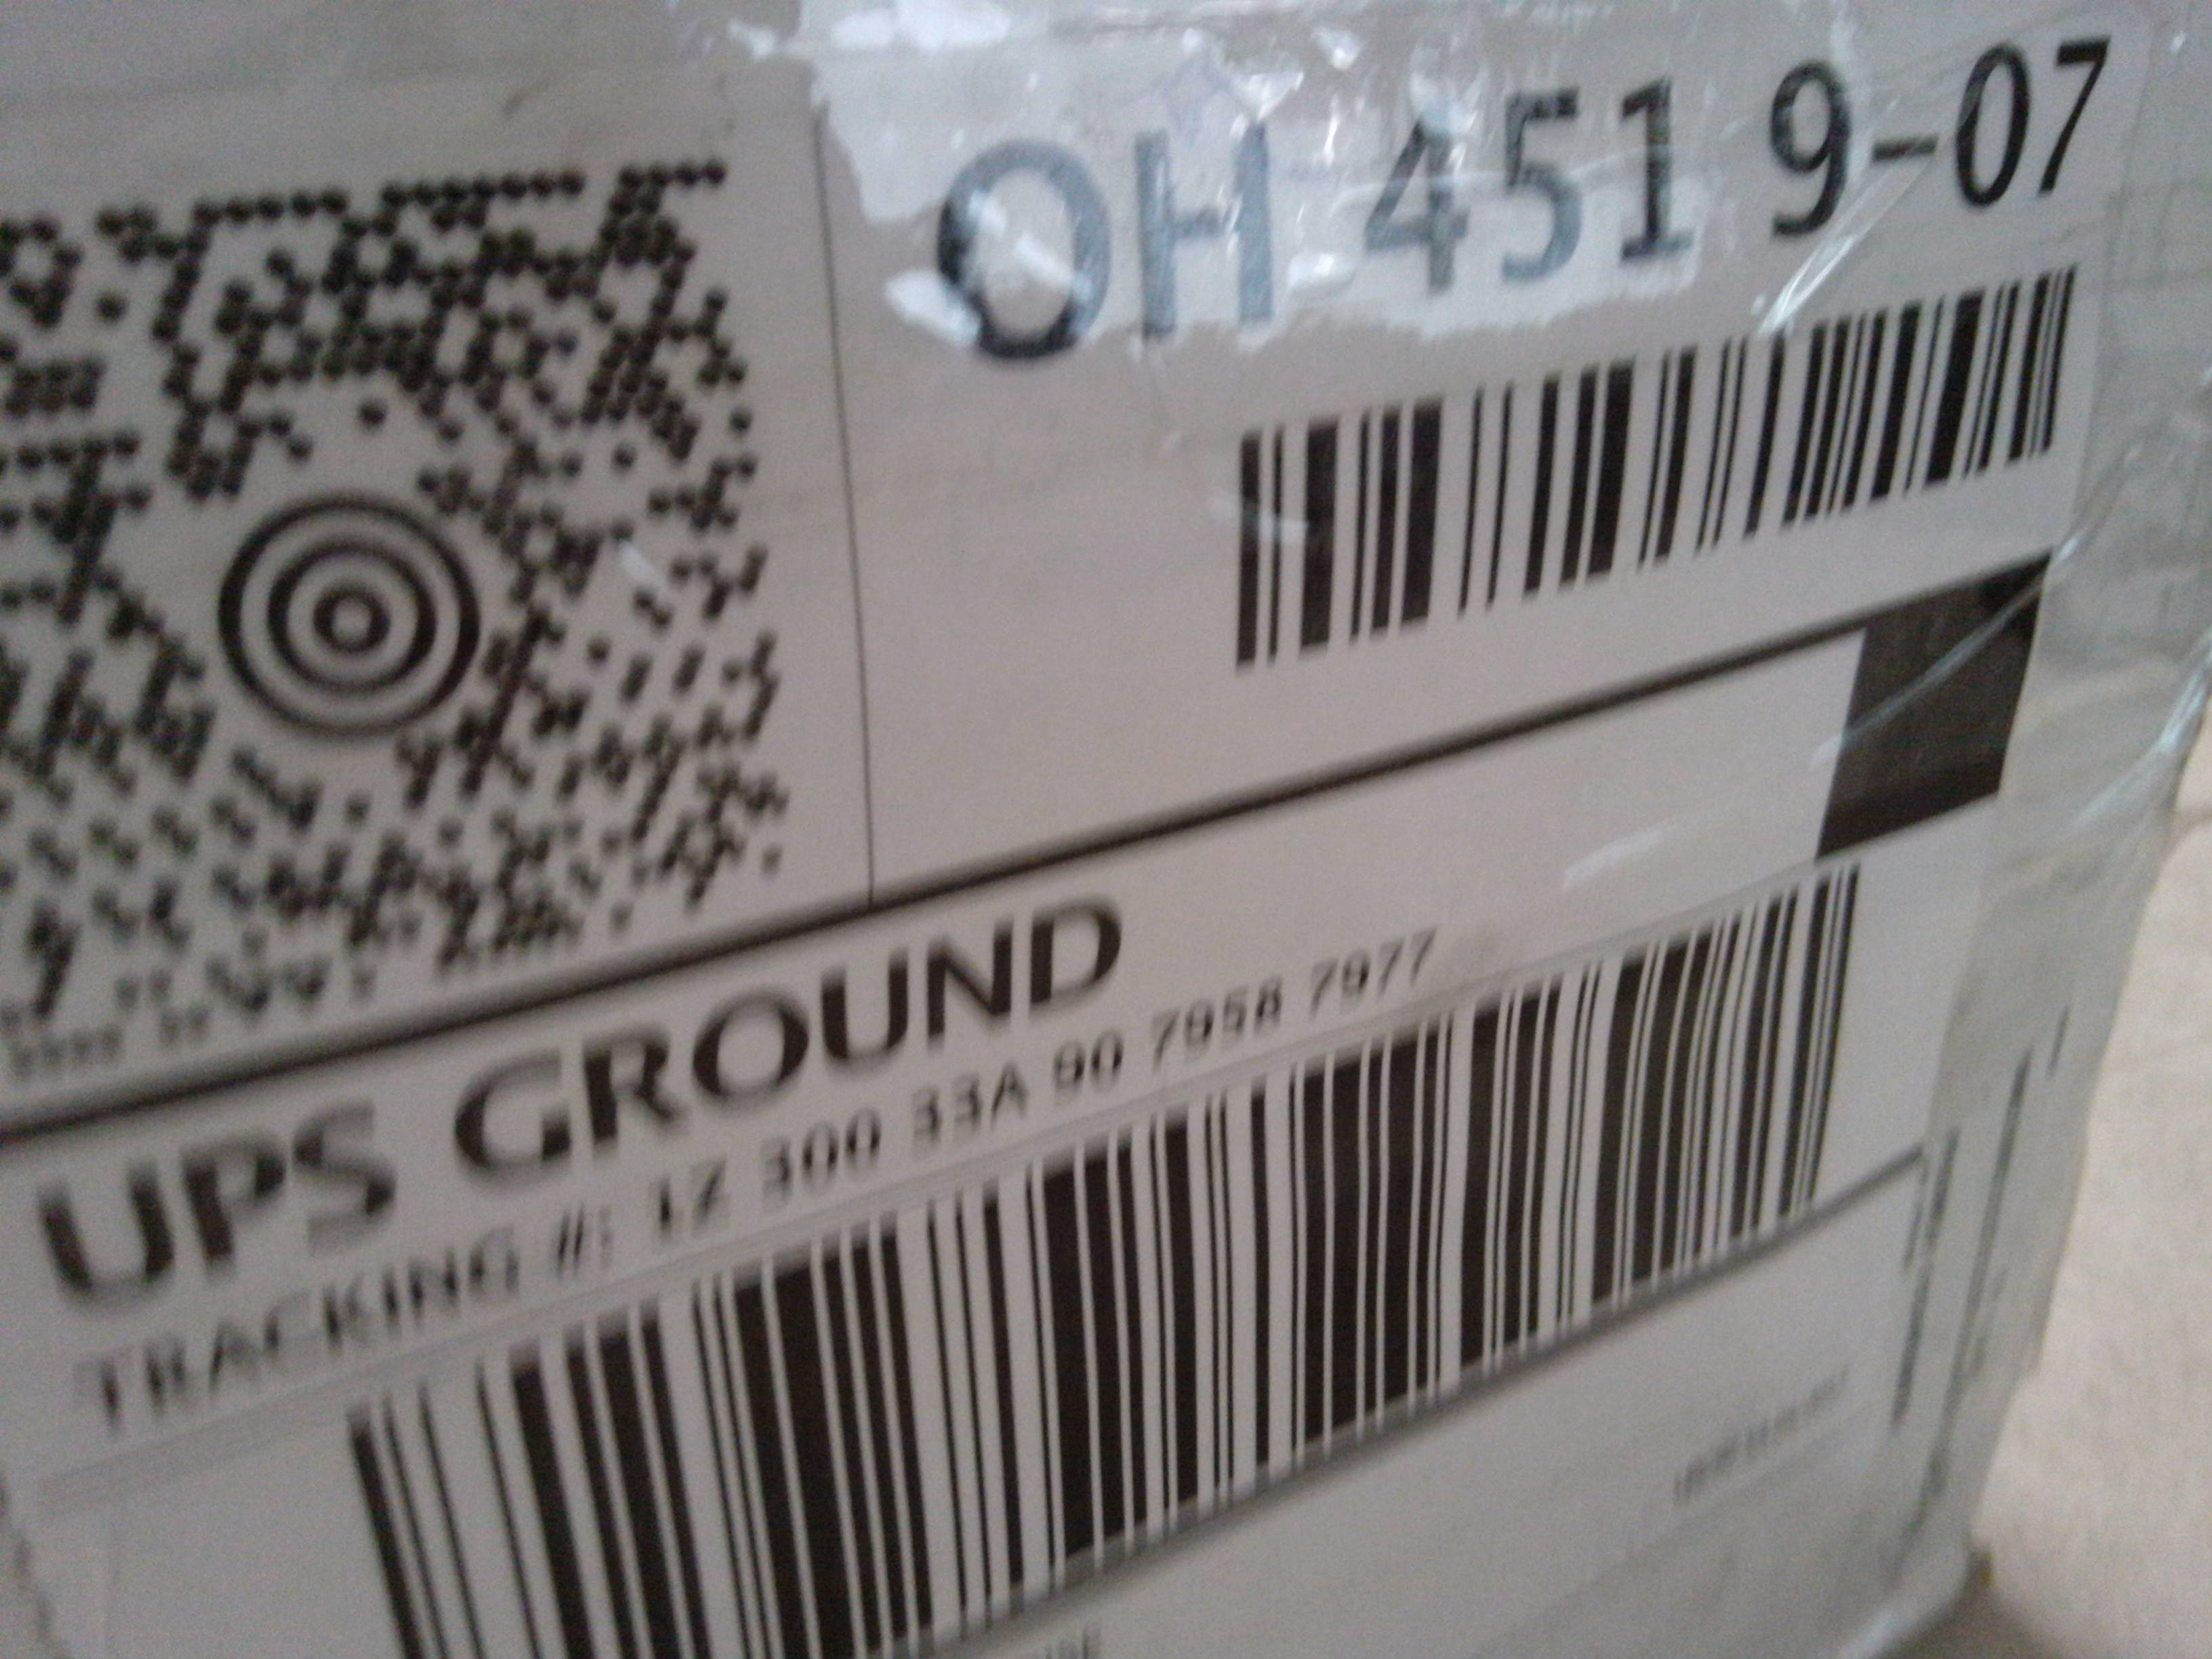 OH 451 9-07
UPS GROUND
TRACKING #: 1Z 300 33A 90 7958 7977